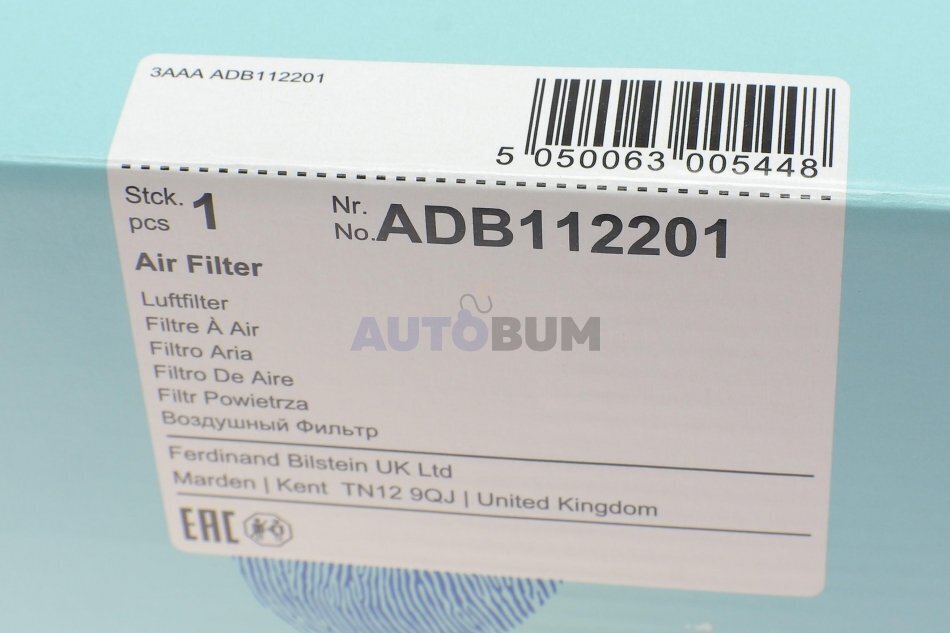 3AAA ADB112201
5 050063 005448
Stck. 1
pcs
Nr.
No. ADB112201
Air Filter
Luftfilter
Filtre À Air
Filtro Aria
Filtro De Aire
Filtr Powietrza
Воздушный Фильтр
AUTOBUM
Ferdinand Bilstein UK Ltd
Marden | Kent TN12 9QJ | United Kingdom
EAC